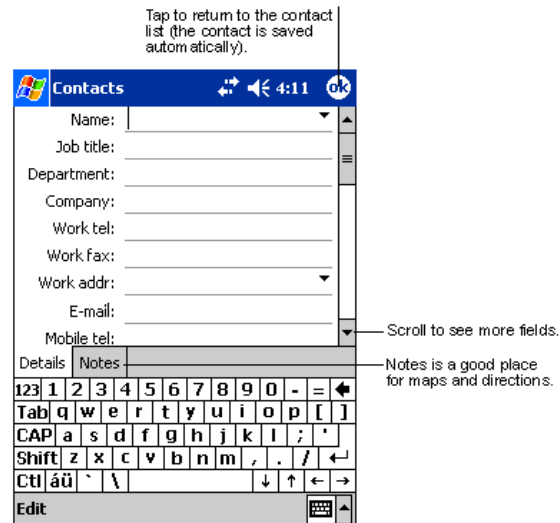 Tap to return to the contact
list (the contact is saved
automatically).
Contacts 4:11 ok
Name:
Job title:
Department:
Company:
Work tel:
Work fax:
Work addr:
E-mail:
Mobile tel:
Scroll to see more fields.
Details Notes
Notes is a good place
for maps and directions.
123 1 2 3 4 5 6 7 8 9 0 - =
Tab q w e r t y u i o p [ ]
CAP a s d f g h j k l ; '
Shift z x c v b n m , . /
Ctl áü ` \
Edit